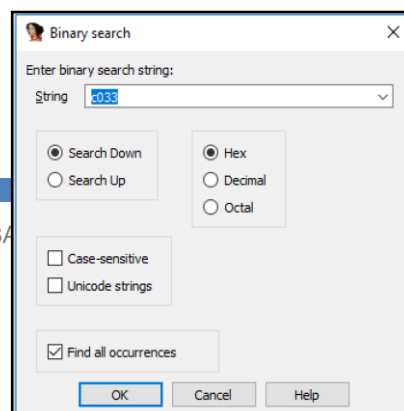 Binary search
Enter binary search string:
String c033
Search Down Hex
Search Up Decimal
Octal
Case-sensitive
Unicode strings
Find all occurrences
OK Cancel Help